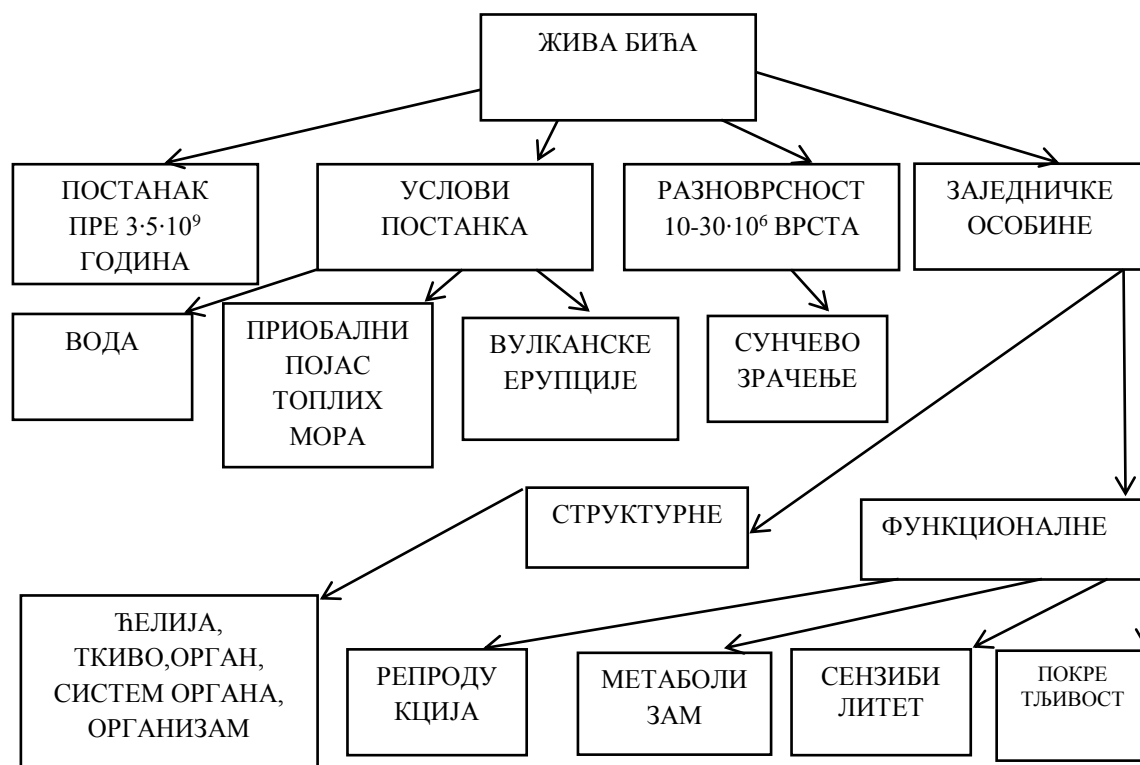 ЖИВА БИЋА
ПОСТАНАК
ПРЕ 3·5·10⁹
ГОДИНА
УСЛОВИ
ПОСТАНКА
РАЗНОВРСНОСТ
10-30·10⁶ ВРСТА
ЗАЈЕДНИЧКЕ
ОСОБИНЕ
ВОДА
ПРИОБАЛНИ
ПОЈАС
ТОПЛИХ
МОРА
ВУЛКАНСКЕ
ЕРУПЦИЈЕ
СУНЧЕВО
ЗРАЧЕЊЕ
СТРУКТУРНЕ
ФУНКЦИОНАЛНЕ
ЋЕЛИЈА,
ТКИВО,ОРГАН,
СИСТЕМ ОРГАНА,
ОРГАНИЗАМ
РЕПРОДУ
КЦИЈА
МЕТАБОЛИ
ЗАМ
СЕНЗИБИ
ЛИТЕТ
ПОКРЕ
ТЉИВОСТ